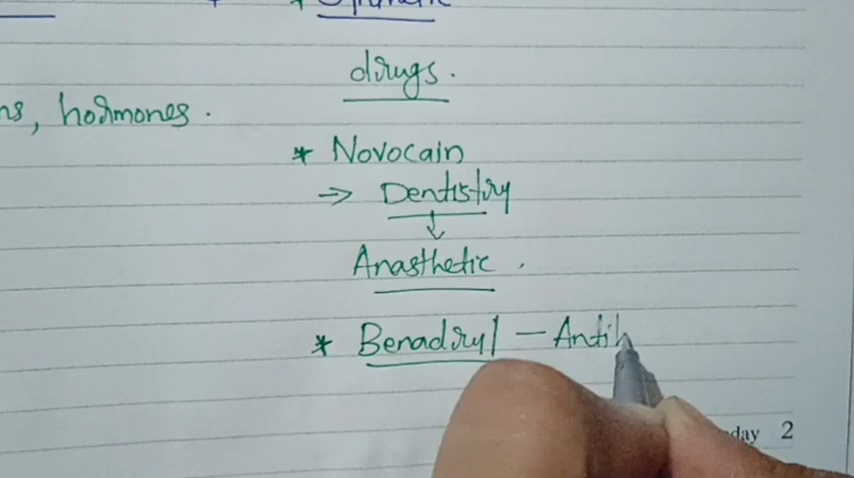 drugs.
ns, hormones.
* Novocain
→ Dentistry
↓
Anasthetic.
* Benadryl — Antih
day 2